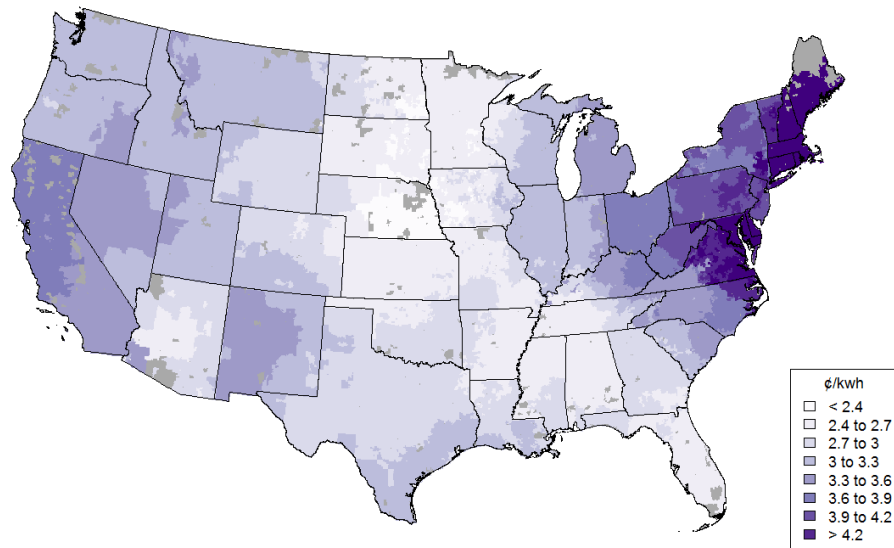 ¢/kwh
< 2.4
2.4 to 2.7
2.7 to 3
3 to 3.3
3.3 to 3.6
3.6 to 3.9
3.9 to 4.2
> 4.2